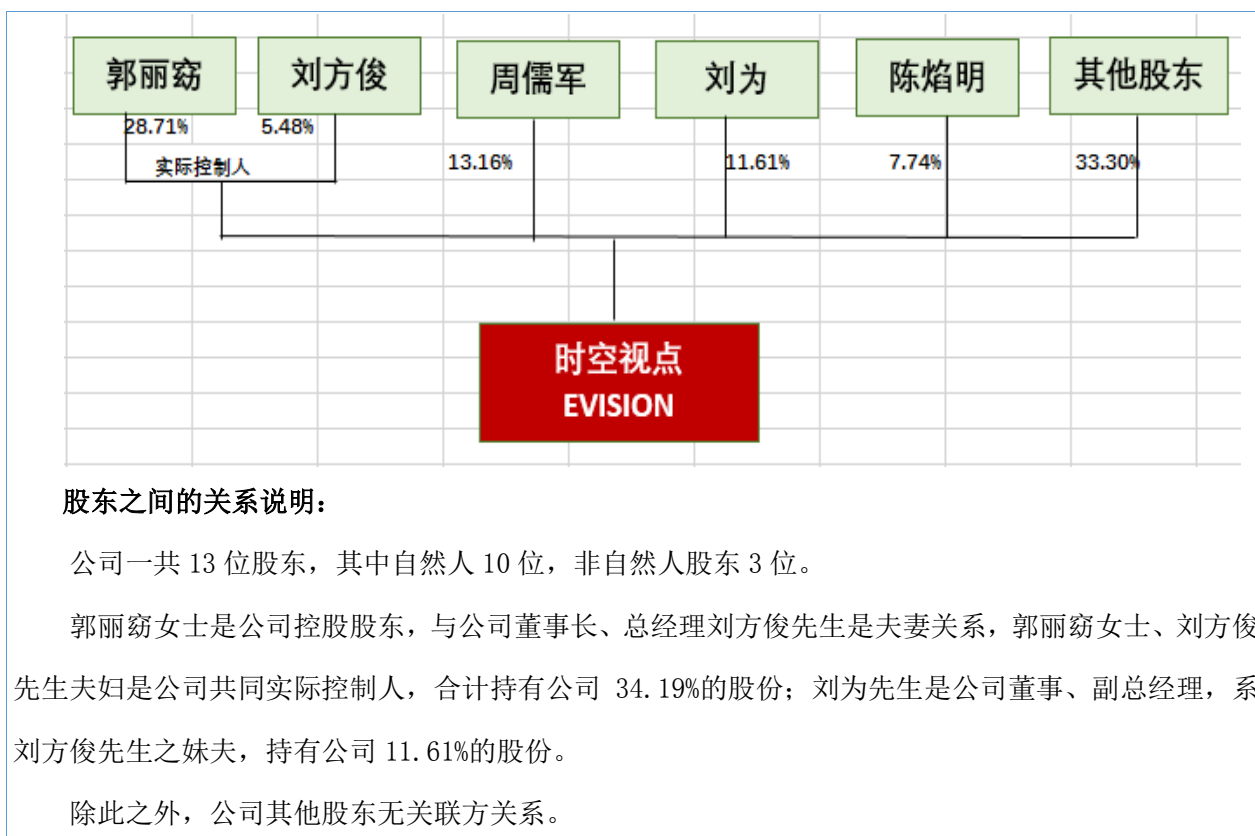 郭丽窈 刘方俊 周儒军 刘为 陈焰明 其他股东
28.71% 5.48%
13.16% 11.61% 7.74% 33.30%
实际控制人
时空视点
EVISION
股东之间的关系说明：
公司一共 13 位股东，其中自然人 10 位，非自然人股东 3 位。
郭丽窈女士是公司控股股东，与公司董事长、总经理刘方俊先生是夫妻关系，郭丽窈女士、刘方俊
先生夫妇是公司共同实际控制人，合计持有公司 34.19%的股份；刘为先生是公司董事、副总经理，系
刘方俊先生之妹夫，持有公司 11.61%的股份。
除此之外，公司其他股东无关联方关系。